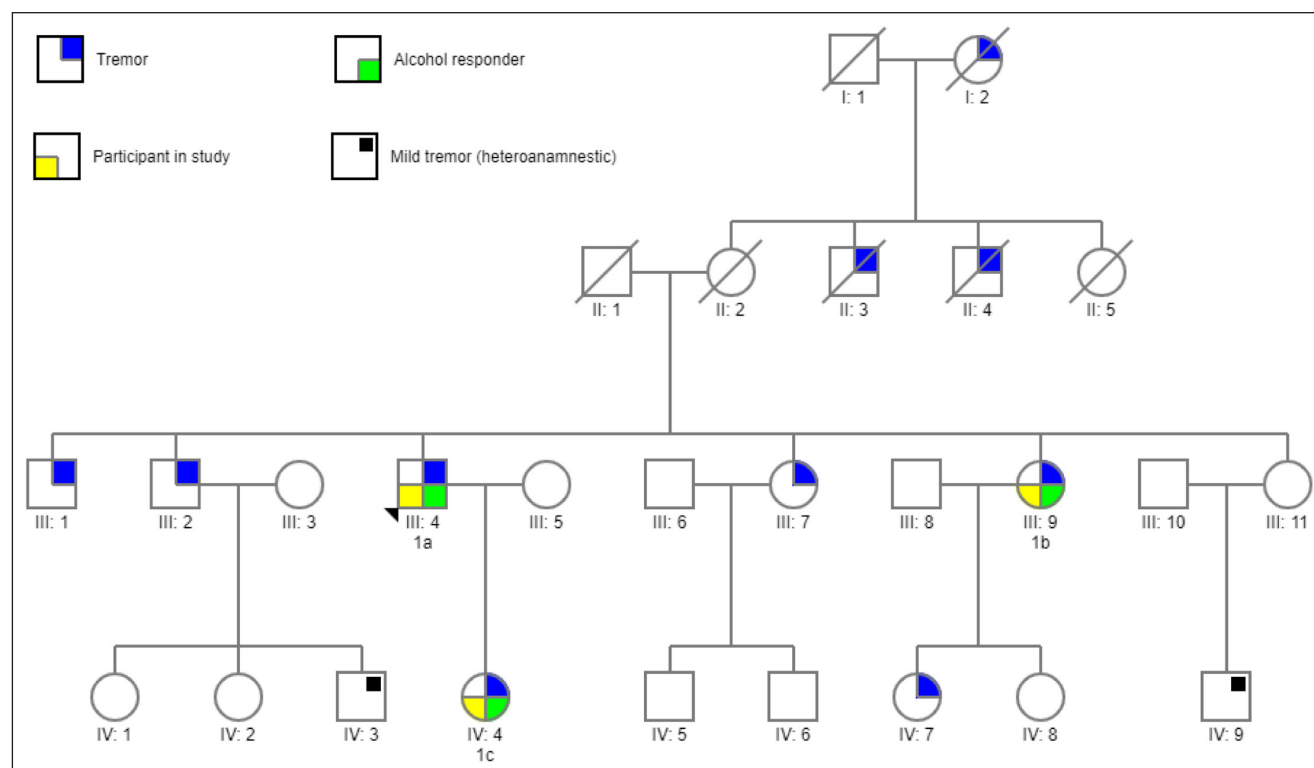 Tremor
Alcohol responder
Participant in study
Mild tremor (heteroanamnestic)
I: 1
I: 2
II: 1
II: 2
II: 3
II: 4
II: 5
III: 1
III: 2
III: 3
III: 4
1a
III: 5
III: 6
III: 7
III: 8
III: 9
1b
III: 10
III: 11
IV: 1
IV: 2
IV: 3
IV: 4
1c
IV: 5
IV: 6
IV: 7
IV: 8
IV: 9